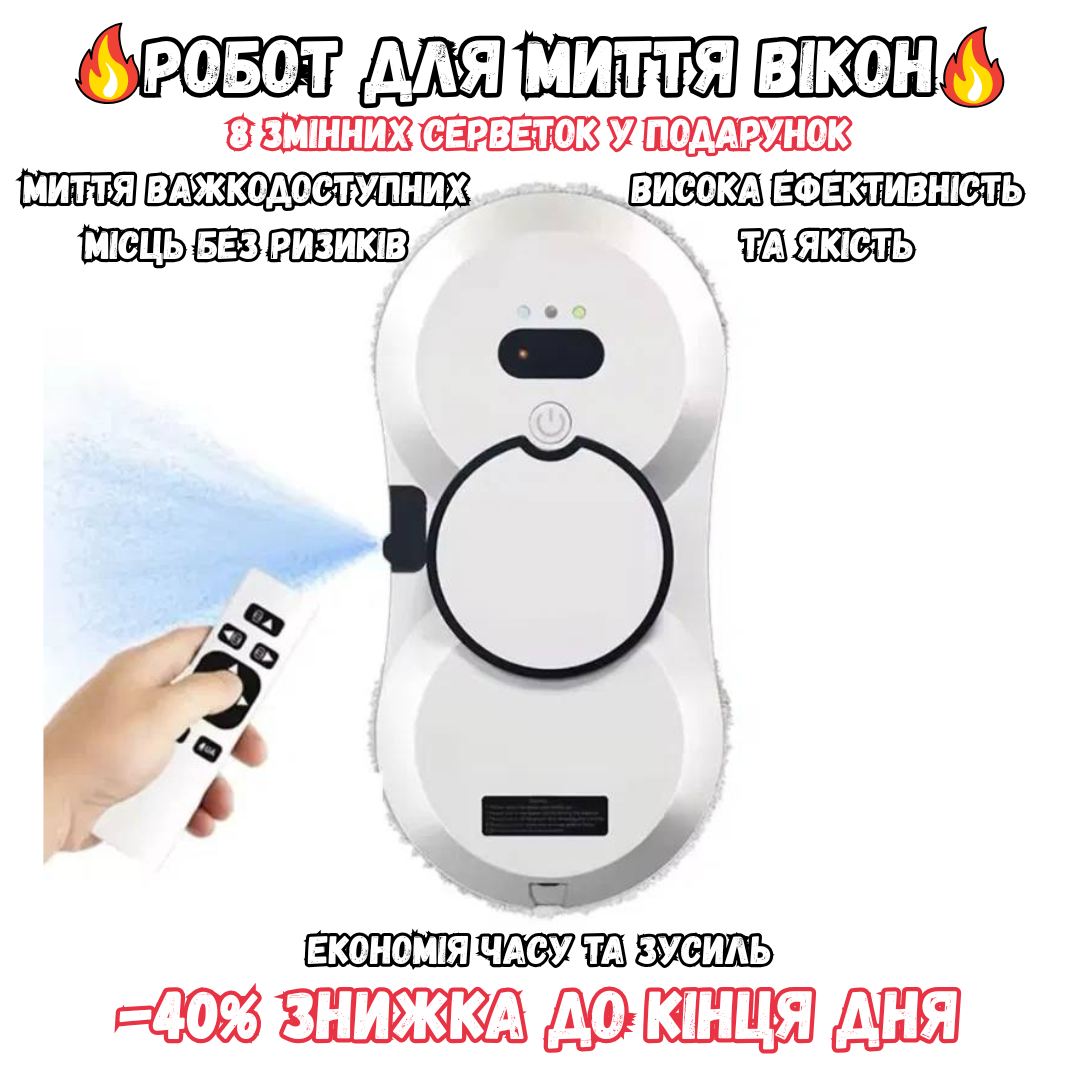 🔥РОБОТ ДЛЯ МИТТЯ ВІКОН🔥
8 ЗМІННИХ СЕРВЕТОК У ПОДАРУНОК
МИТТЯ ВАЖКОДОСТУПНИХ
МІСЦЬ БЕЗ РИЗИКІВ
ВИСОКА ЕФЕКТИВНІСТЬ
ТА ЯКІСТЬ
ЕКОНОМІЯ ЧАСУ ТА ЗУСИЛЬ
-40% ЗНИЖКА ДО КІНЦЯ ДНЯ